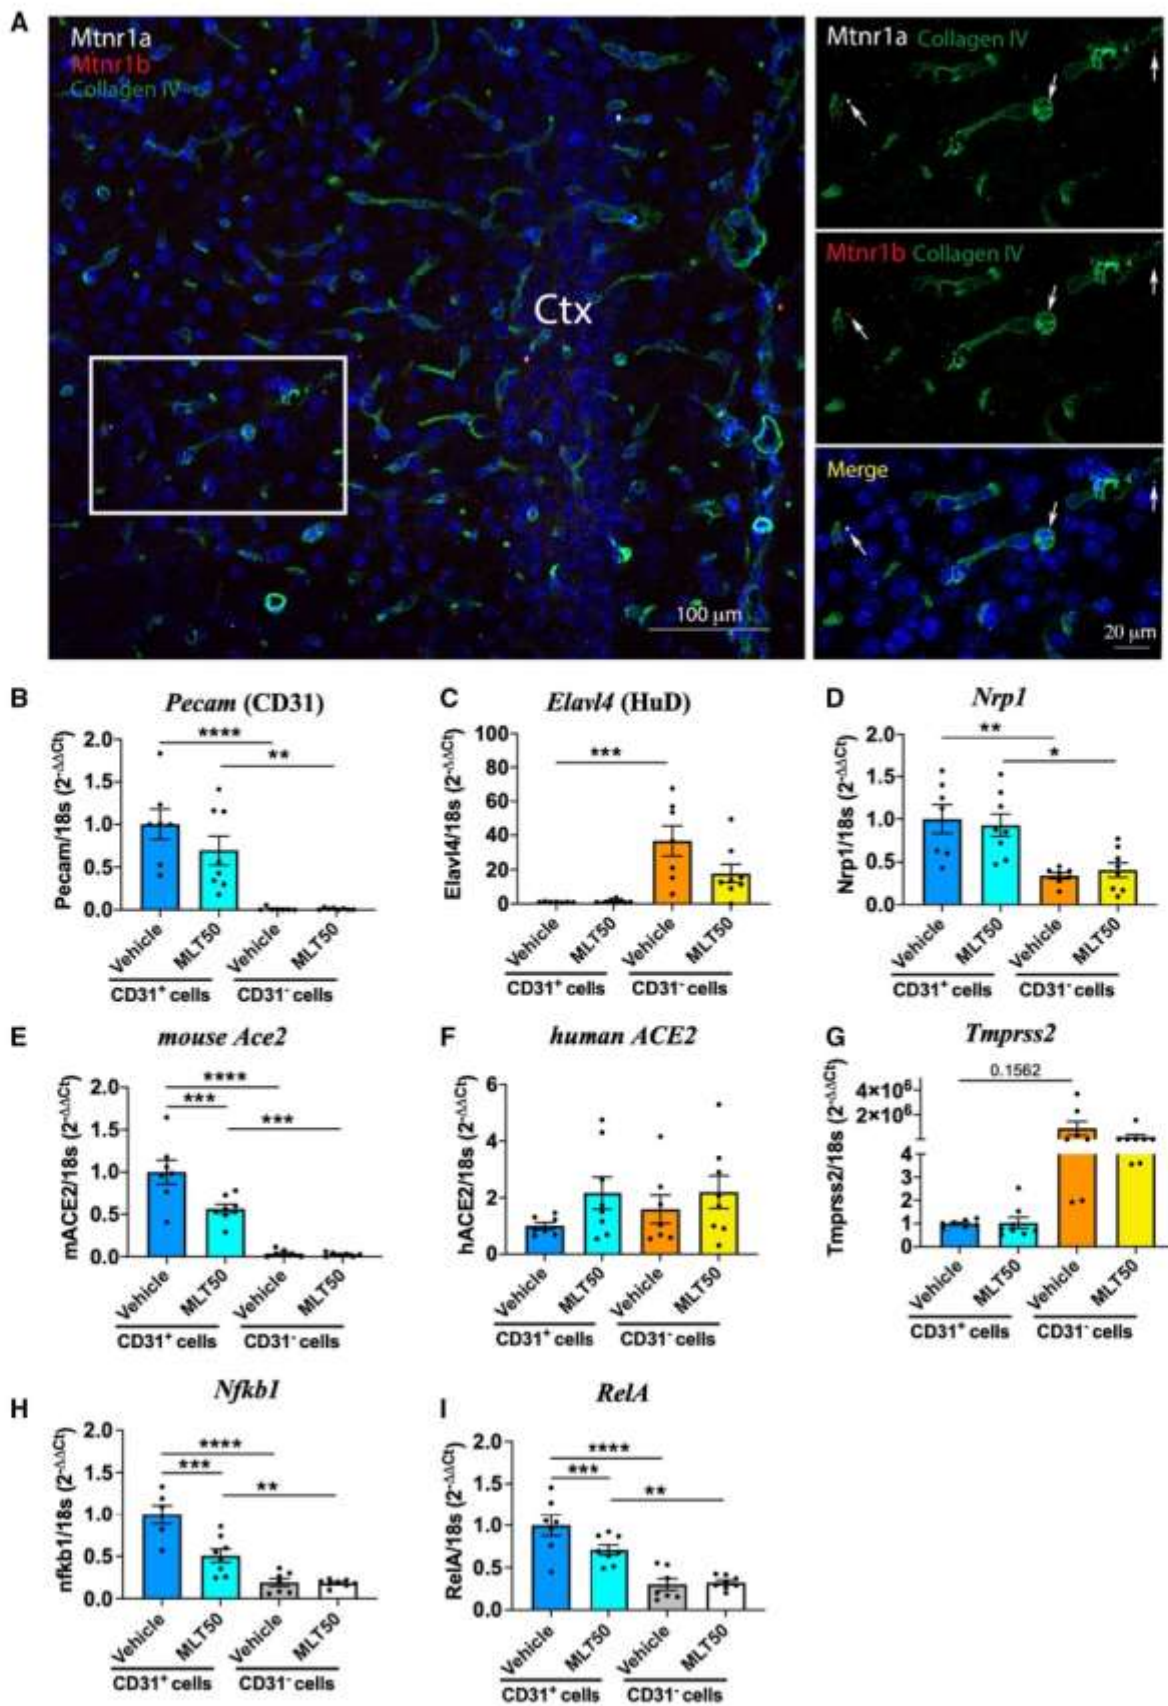 A
Mtnr1a
Mtnr1b
Collagen IV
Ctx
100 µm
Mtnr1a Collagen IV
Mtnr1b Collagen IV
Merge
20 µm
B
Pecam (CD31)
Pecam/18s (2-ΔΔCt)
2.0
1.5
1.0
0.5
0.0
****
**
Vehicle
MLT50
Vehicle
MLT50
CD31+ cells
CD31- cells
C
Elavl4 (HuD)
Elavl4/18s (2-ΔΔCt)
100
80
60
40
20
0
***
Vehicle
MLT50
Vehicle
MLT50
CD31+ cells
CD31- cells
D
Nrp1
Nrp1/18s (2-ΔΔCt)
2.0
1.5
1.0
0.5
0.0
**
*
Vehicle
MLT50
Vehicle
MLT50
CD31+ cells
CD31- cells
E
mouse Ace2
mACE2/18s (2-ΔΔCt)
2.0
1.5
1.0
0.5
0.0
****
***
***
Vehicle
MLT50
Vehicle
MLT50
CD31+ cells
CD31- cells
F
human ACE2
hACE2/18s (2-ΔΔCt)
6
4
2
0
Vehicle
MLT50
Vehicle
MLT50
CD31+ cells
CD31- cells
G
Tmprss2
Tmprss2/18s (2-ΔΔCt)
4×10⁶
2×10⁶
4
3
2
1
0
0.1562
Vehicle
MLT50
Vehicle
MLT50
CD31+ cells
CD31- cells
H
Nfkb1
nfkb1/18s (2-ΔΔCt)
2.0
1.5
1.0
0.5
0.0
****
***
**
Vehicle
MLT50
Vehicle
MLT50
CD31+ cells
CD31- cells
I
RelA
RelA/18s (2-ΔΔCt)
2.0
1.5
1.0
0.5
0.0
****
***
**
Vehicle
MLT50
Vehicle
MLT50
CD31+ cells
CD31- cells